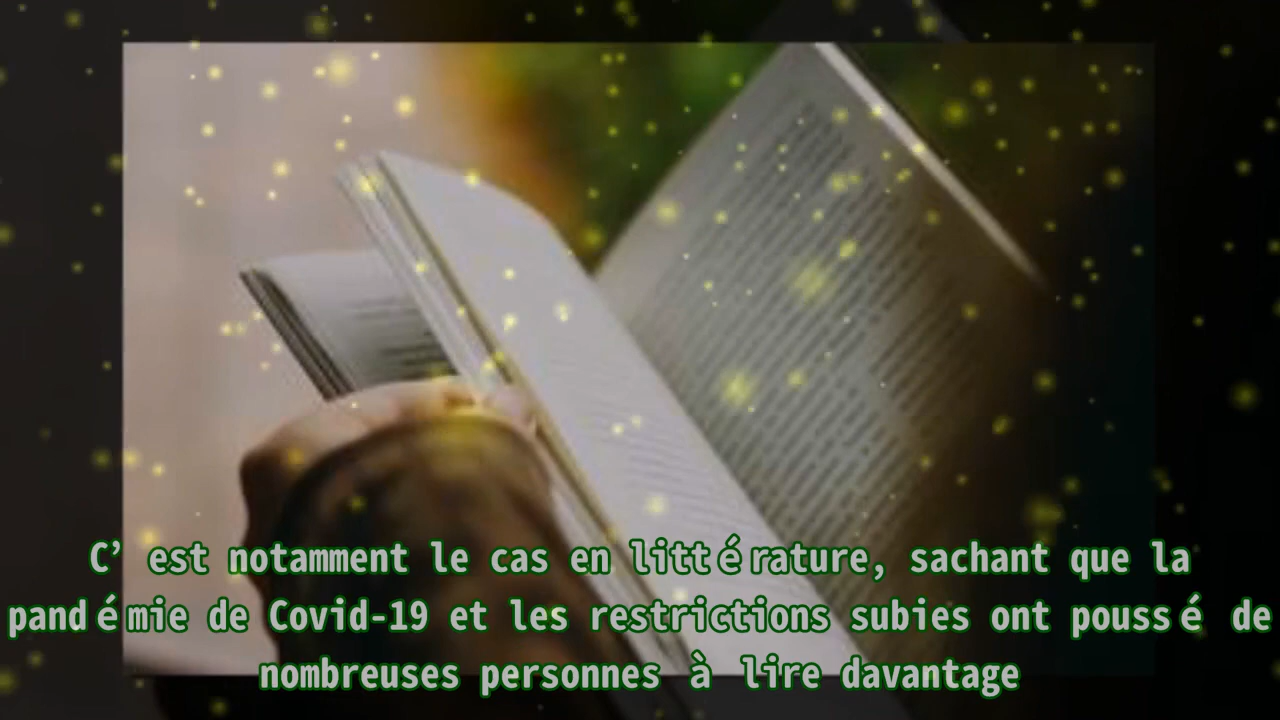 C’ est notamment le cas en littérature, sachant que la
pandémie de Covid-19 et les restrictions subies ont poussé de
nombreuses personnes à lire davantage